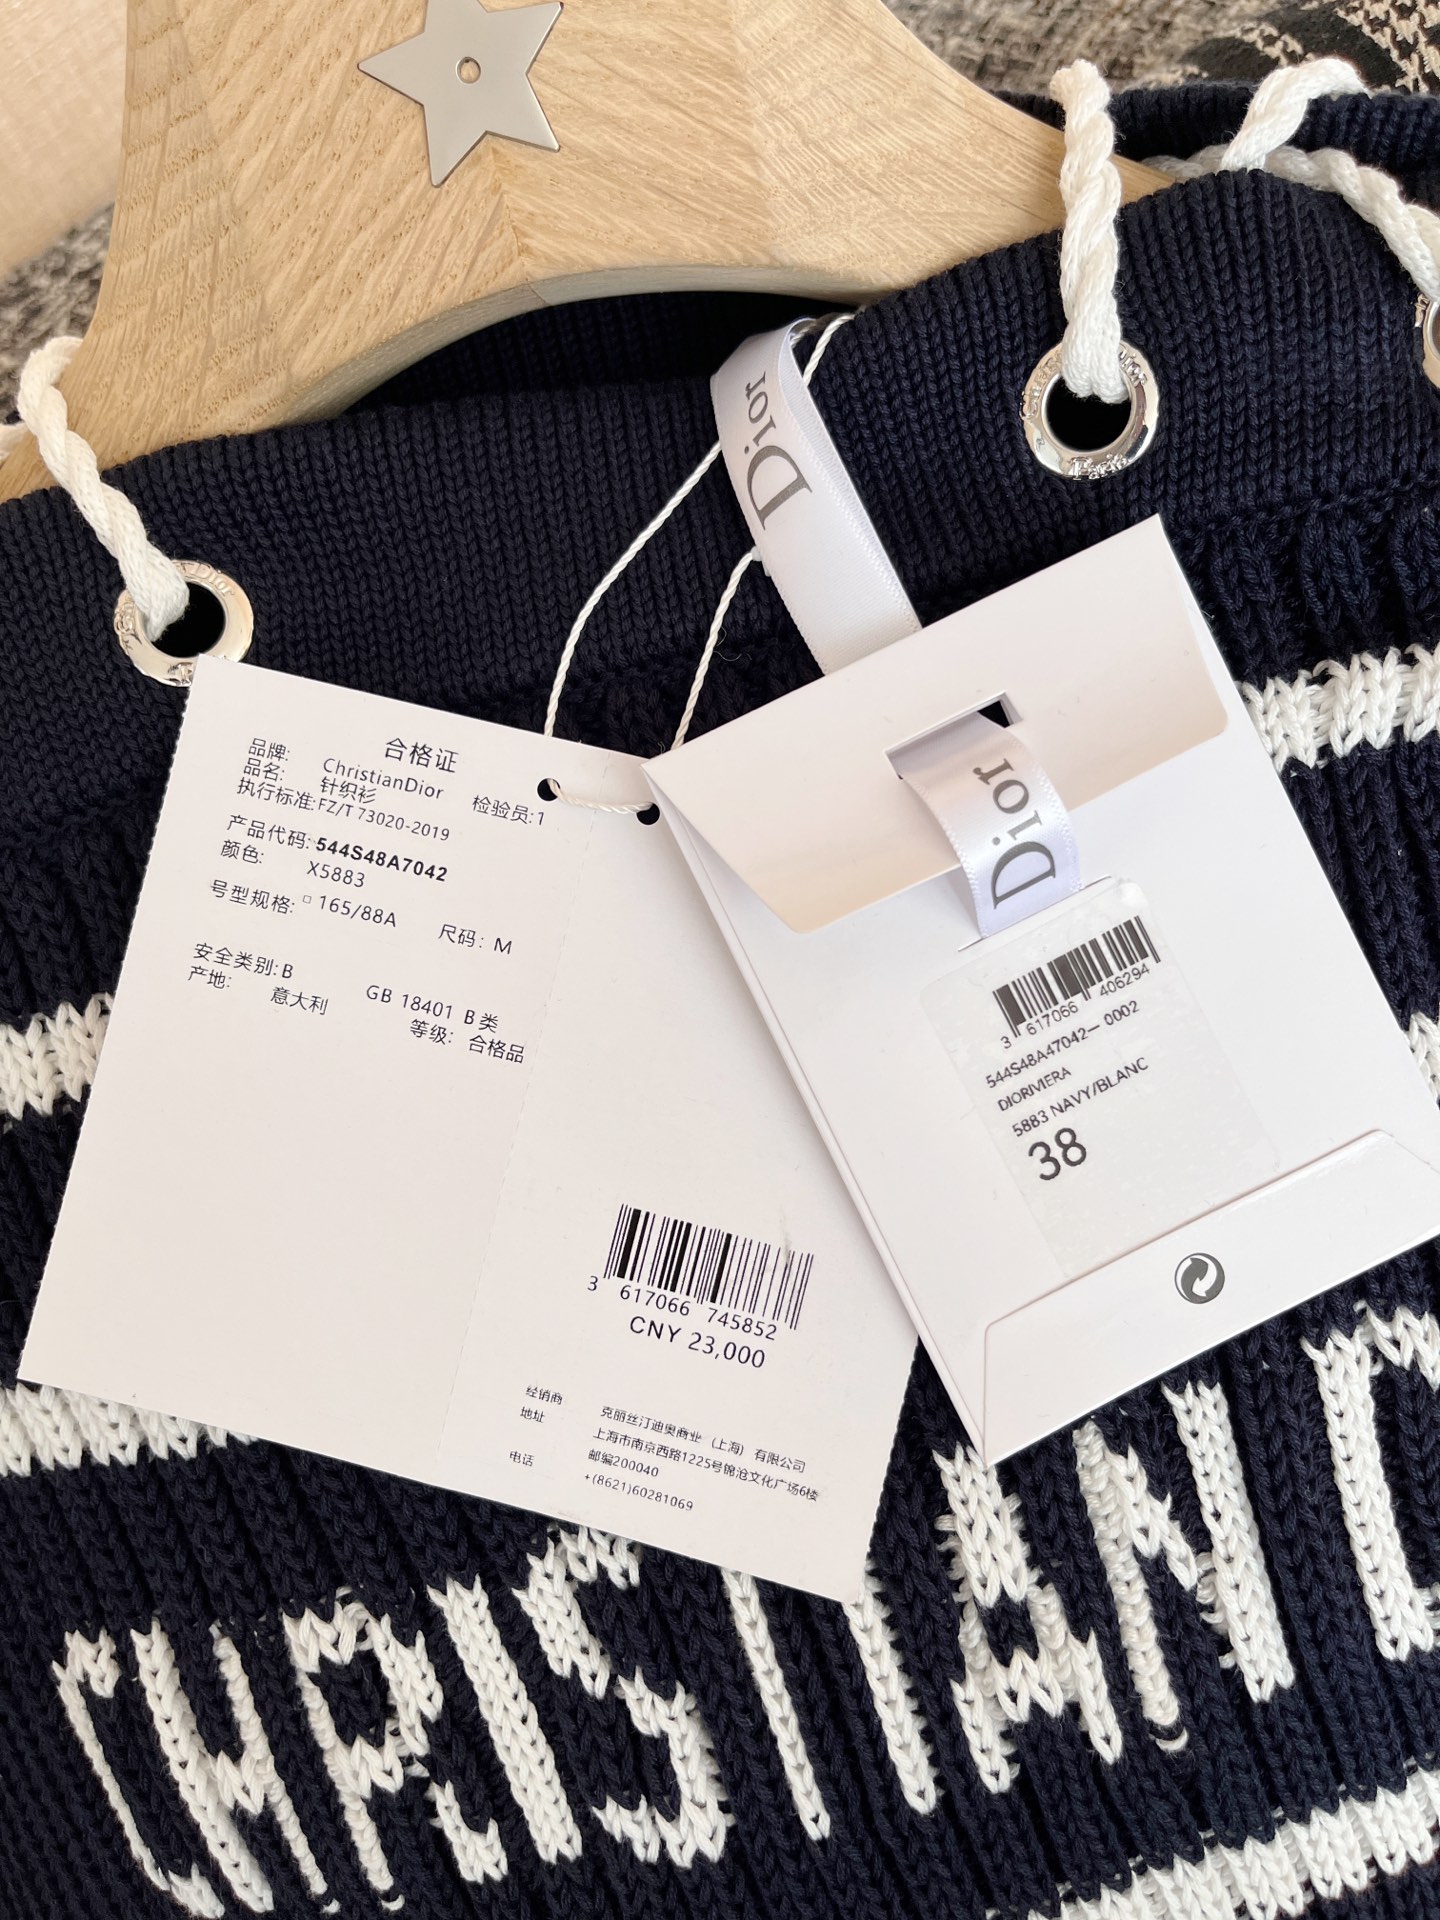 Dior
Christian Dior
Paris
合格证
品牌: ChristianDior
品名: 针织衫 检验员:1
执行标准:FZ/T 73020-2019
产品代码:544S48A7042
颜色: X5883
号型规格: 165/88A 尺码: M
安全类别:B GB 18401 B类
产地: 意大利 等级: 合格品
3 617066 745852
CNY 23,000
经销商 克丽丝汀迪奥商业（上海）有限公司
地址 上海市南京西路1225号锦沧文化广场6楼
邮编200040
电话 +(8621)60281069
Dior
3 617066 406294
544S48A47042-0002
DIORIVIERA
5883 NAVY/BLANC
38
CHRISTIAN D